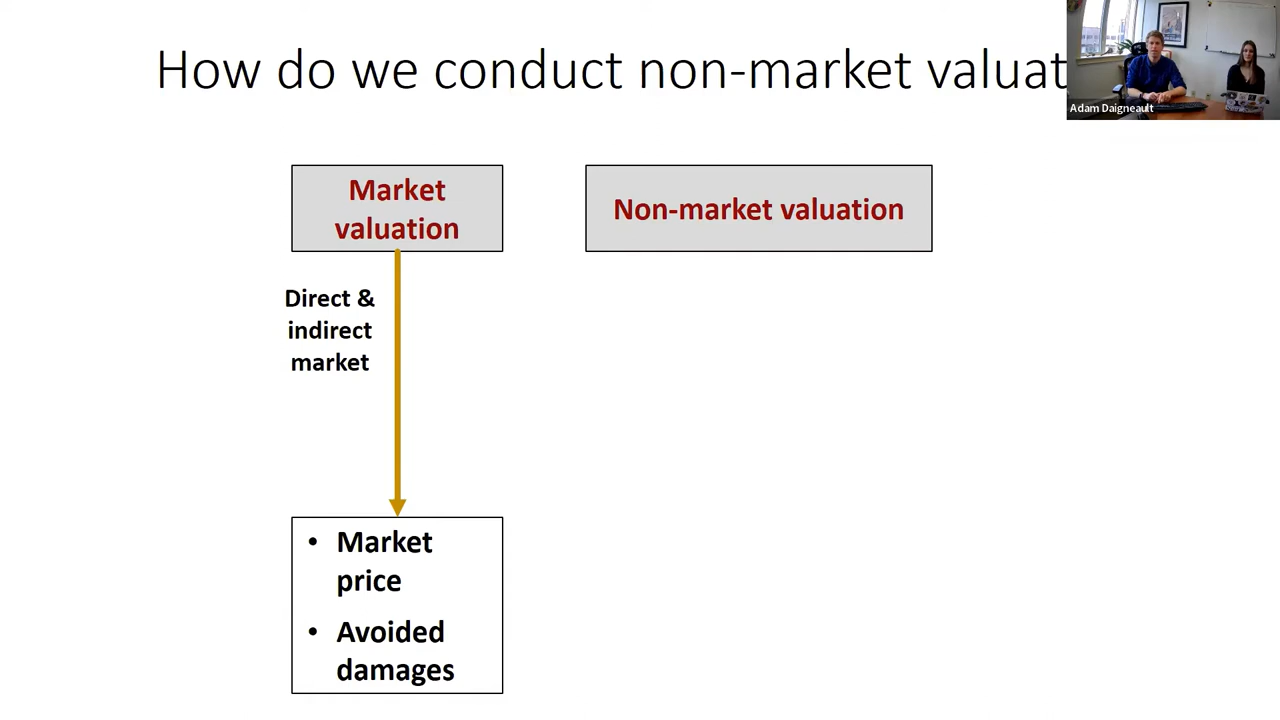 How do we conduct non-market valuat
Adam Daigneault
Market
valuation
Non-market valuation
Direct &
indirect
market
• Market
price
• Avoided
damages